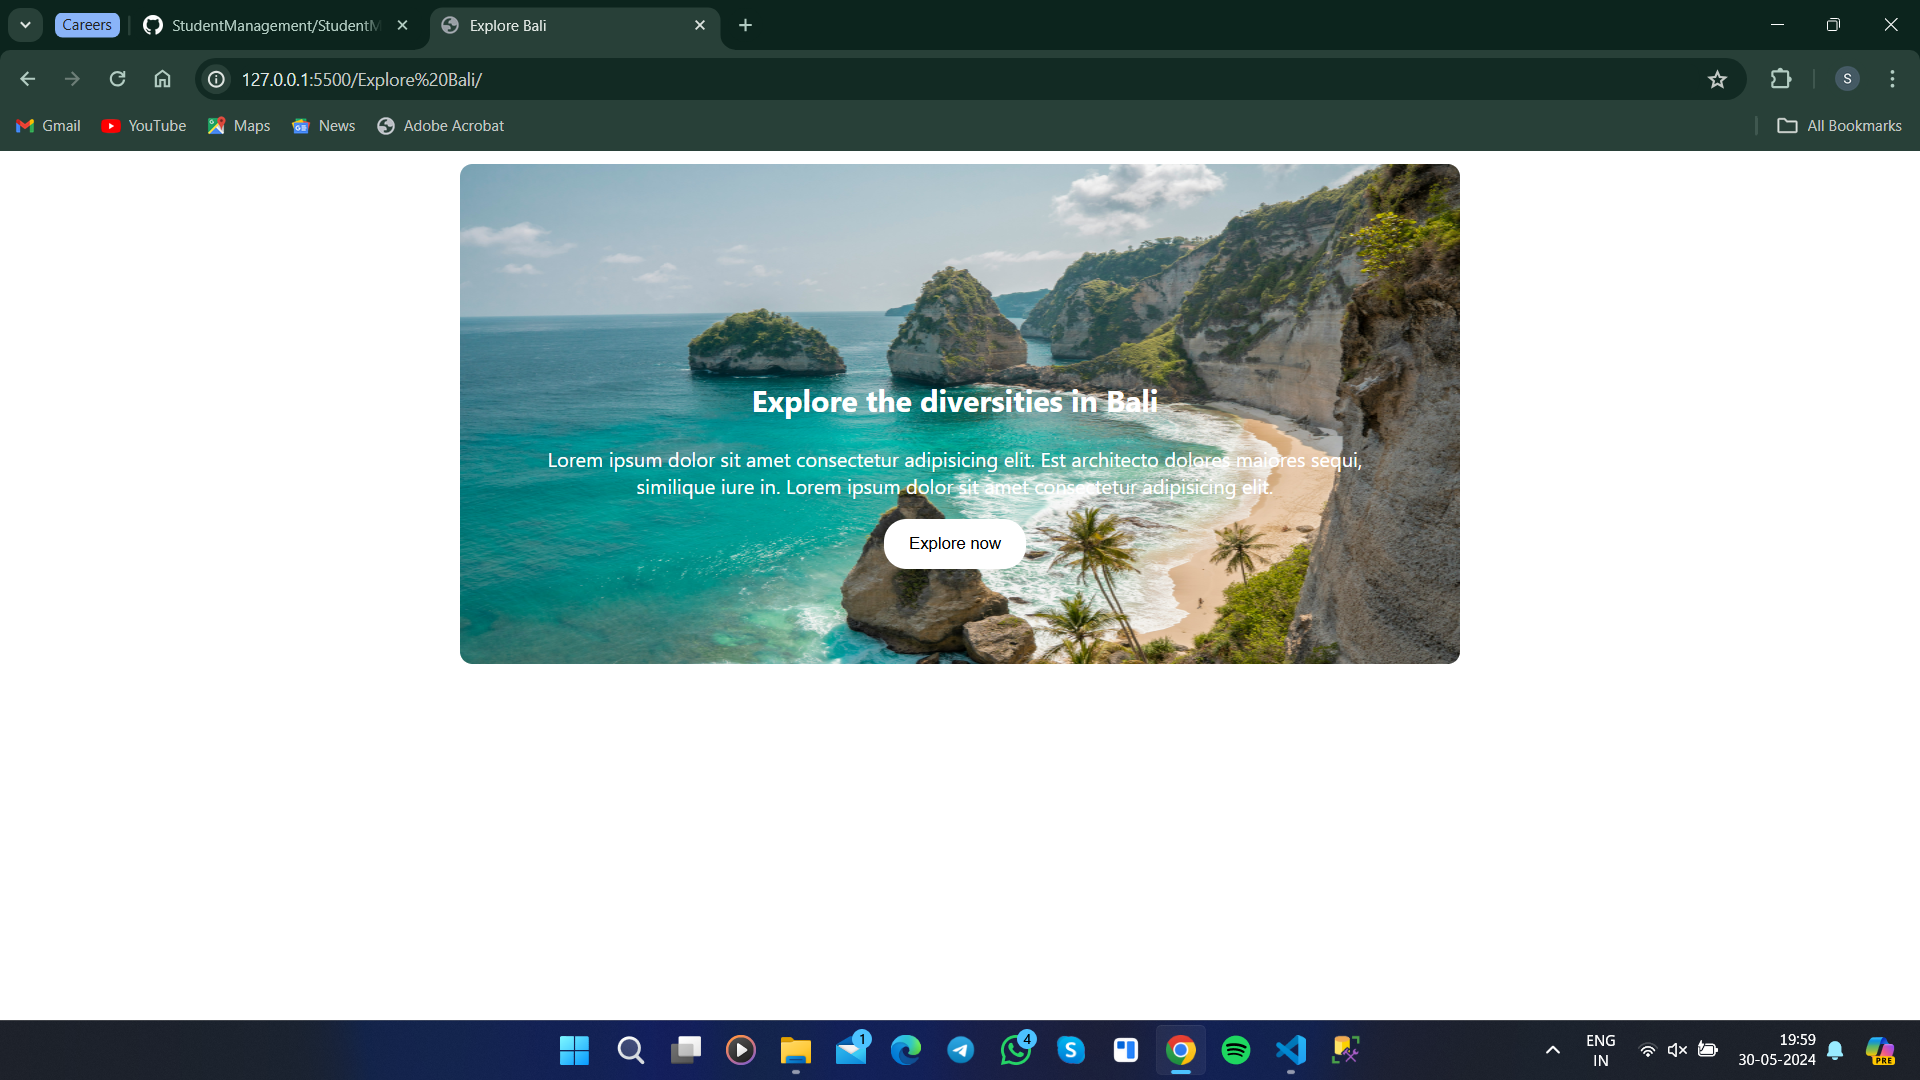 Careers
StudentManagement/StudentM
Explore Bali
127.0.0.1:5500/Explore%20Bali/
S
Gmail
YouTube
Maps
News
Adobe Acrobat
All Bookmarks
Explore the diversities in Bali
Lorem ipsum dolor sit amet consectetur adipisicing elit. Est architecto dolores maiores sequi,
similique iure in. Lorem ipsum dolor sit amet consectetur adipisicing elit.
Explore now
1
4
S
ENG
IN
19:59
30-05-2024
PRE